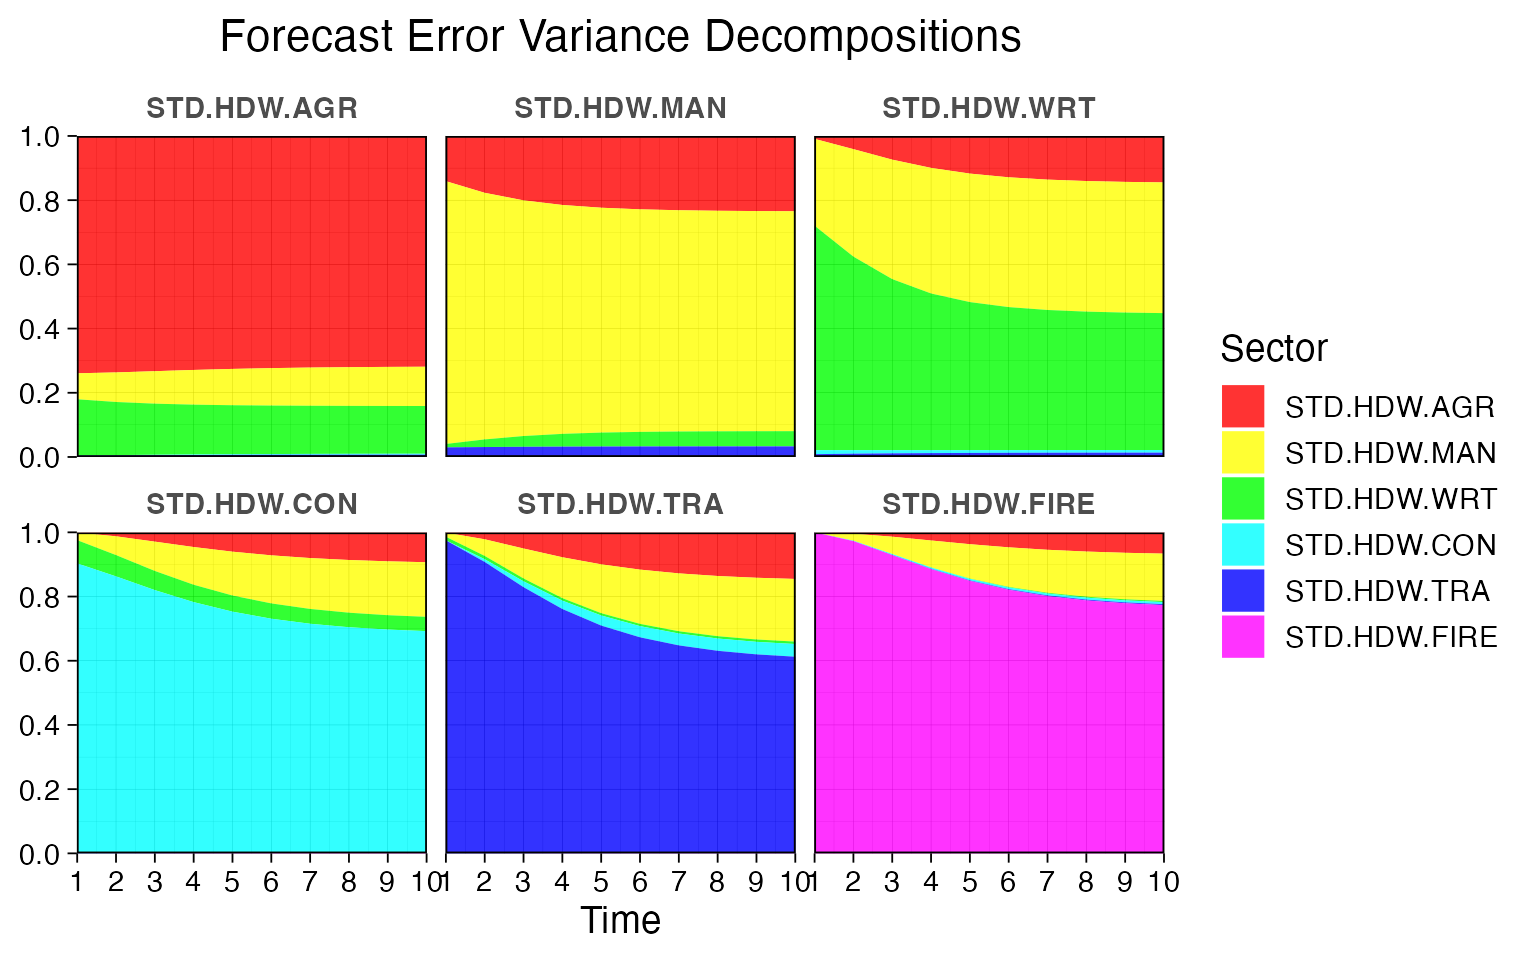 Forecast Error Variance Decompositions
STD.HDW.AGR STD.HDW.MAN STD.HDW.WRT
1.0
0.8
0.6
0.4
0.2
0.0
STD.HDW.CON STD.HDW.TRA STD.HDW.FIRE
1.0
0.8
0.6
0.4
0.2
0.0
1 2 3 4 5 6 7 8 9 10 1 2 3 4 5 6 7 8 9 10 1 2 3 4 5 6 7 8 9 10
Time
Sector
STD.HDW.AGR
STD.HDW.MAN
STD.HDW.WRT
STD.HDW.CON
STD.HDW.TRA
STD.HDW.FIRE